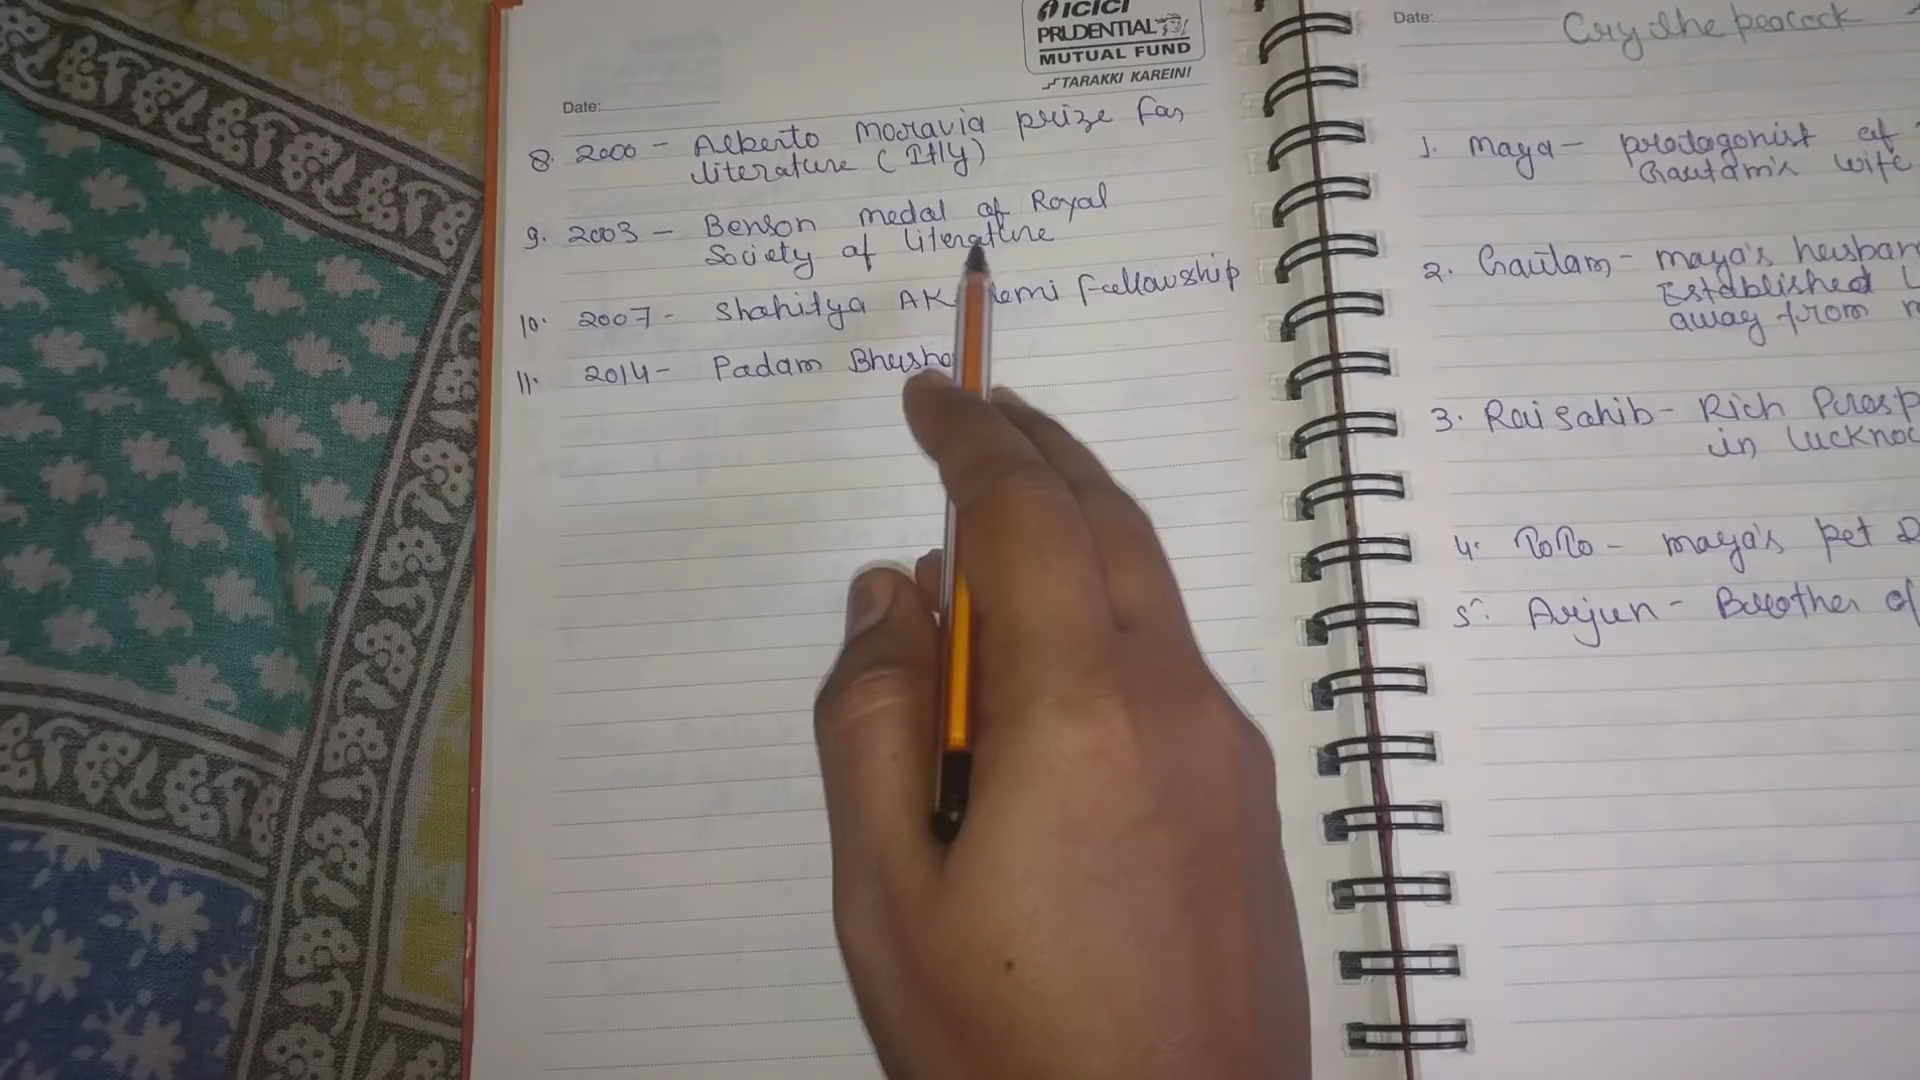 ICICI
PRUDENTIAL
MUTUAL FUND
TARAKKI KAREIN!
Date:
8. 2000 - Alberto Moravia prize for
literature (Itly)
9. 2003 - Benson medal of Royal
Society of literature
10. 2007 - Shahitya AK demi Fellowship
11. 2014 - Padam Bhusha
Date:
Cry the peacock
1. Maya - protagonist of
Gautam's wife
2. Gautam - maya's husban
Established
away from
3. Rai Sahib - Rich
in Luckno
4. ToTo - maya's pet D
5. Arjun - Brother of